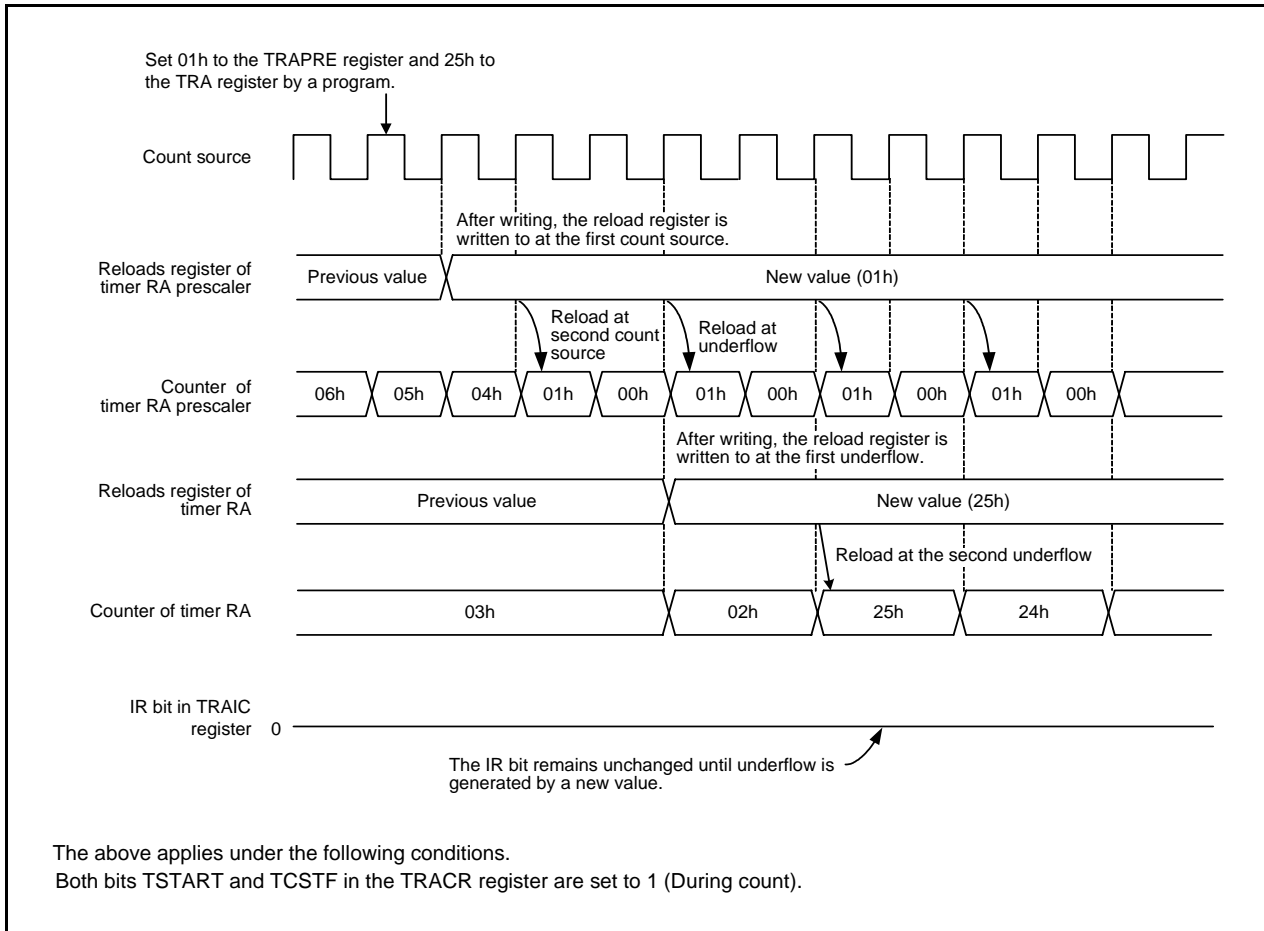 Set 01h to the TRAPRE register and 25h to
the TRA register by a program.
Count source
After writing, the reload register is
written to at the first count source.
Reloads register of
timer RA prescaler
Previous value
New value (01h)
Reload at
second count
source
Reload at
underflow
Counter of
timer RA prescaler
06h 05h 04h 01h 00h 01h 00h 01h 00h 01h 00h
After writing, the reload register is
written to at the first underflow.
Reloads register of
timer RA
Previous value
New value (25h)
Reload at the second underflow
Counter of timer RA
03h 02h 25h 24h
IR bit in TRAIC
register 0
The IR bit remains unchanged until underflow is
generated by a new value.
The above applies under the following conditions.
Both bits TSTART and TCSTF in the TRACR register are set to 1 (During count).